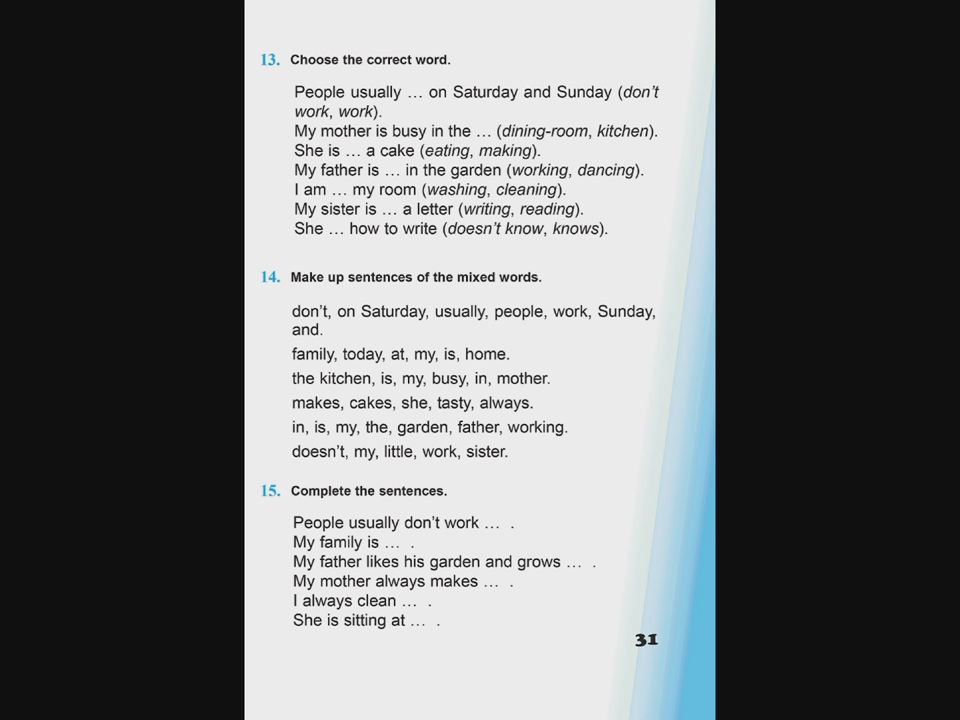 13. Choose the correct word.
People usually … on Saturday and Sunday (don't
work, work).
My mother is busy in the … (dining-room, kitchen).
She is … a cake (eating, making).
My father is … in the garden (working, dancing).
I am … my room (washing, cleaning).
My sister is … a letter (writing, reading).
She … how to write (doesn't know, knows).
14. Make up sentences of the mixed words.
don't, on Saturday, usually, people, work, Sunday,
and.
family, today, at, my, is, home.
the kitchen, is, my, busy, in, mother.
makes, cakes, she, tasty, always.
in, is, my, the, garden, father, working.
doesn't, my, little, work, sister.
15. Complete the sentences.
People usually don't work … .
My family is … .
My father likes his garden and grows … .
My mother always makes … .
I always clean … .
She is sitting at … .
31